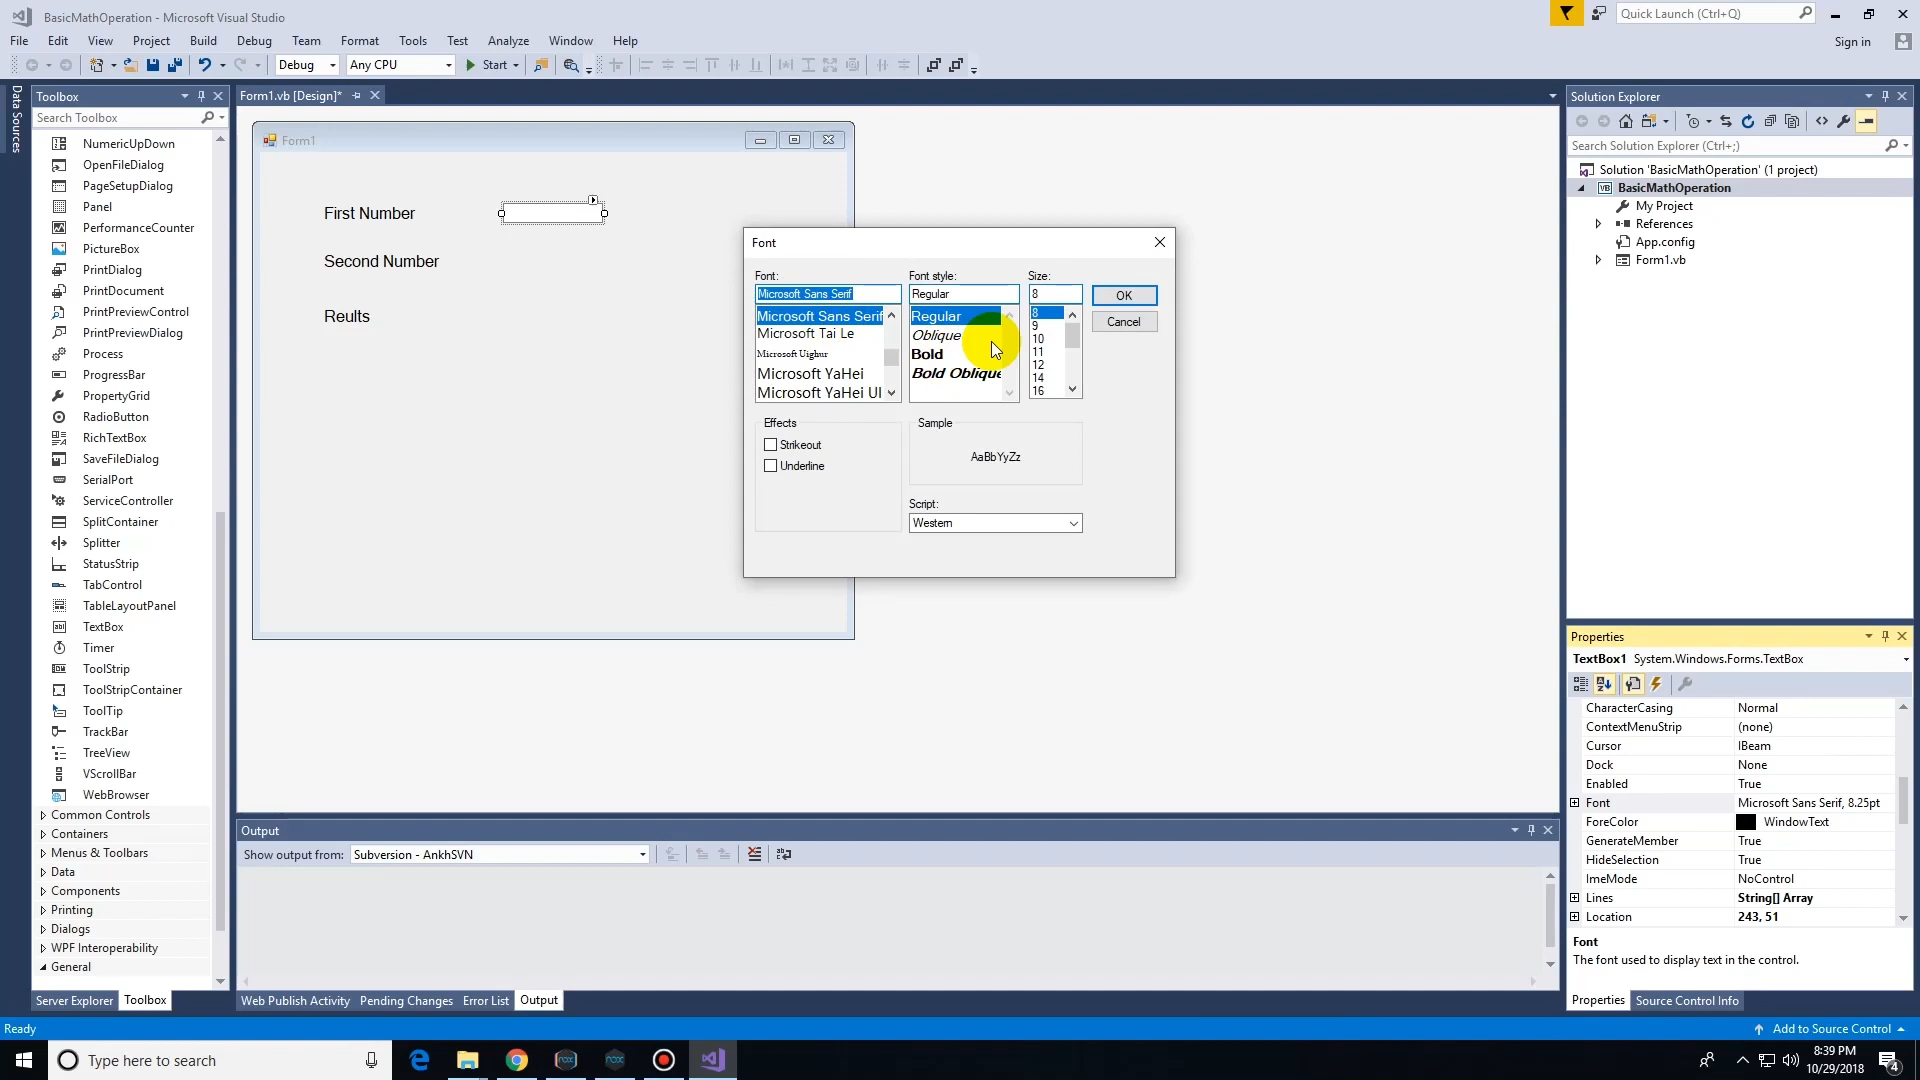 BasicMathOperation - Microsoft Visual Studio
Quick Launch (Ctrl+Q)
File Edit View Project Build Debug Team Format Tools Test Analyze Window Help
Sign in
Debug Any CPU Start
Data Sources
Toolbox
Search Toolbox
NumericUpDown
OpenFileDialog
PageSetupDialog
Panel
PerformanceCounter
PictureBox
PrintDialog
PrintDocument
PrintPreviewControl
PrintPreviewDialog
Process
ProgressBar
PropertyGrid
RadioButton
RichTextBox
SaveFileDialog
SerialPort
ServiceController
SplitContainer
Splitter
StatusStrip
TabControl
TableLayoutPanel
TextBox
Timer
ToolStrip
ToolStripContainer
ToolTip
TrackBar
TreeView
VScrollBar
WebBrowser
Common Controls
Containers
Menus & Toolbars
Data
Components
Printing
Dialogs
WPF Interoperability
General
Server Explorer Toolbox
Form1.vb [Design]*
Form1
First Number
Second Number
Reults
Font
Font: Font style: Size:
Microsoft Sans Serif Regular 8
OK
Cancel
Microsoft Sans Serif
Microsoft Tai Le
Microsoft Uighur
Microsoft YaHei
Microsoft YaHei UI
Regular
Oblique
Bold
Bold Oblique
8
9
10
11
12
14
16
Effects
Strikeout
Underline
Sample
AaBbYyZz
Script:
Western
Output
Show output from: Subversion - AnkhSVN
Web Publish Activity Pending Changes Error List Output
Solution Explorer
Search Solution Explorer (Ctrl+;)
Solution 'BasicMathOperation' (1 project)
VB BasicMathOperation
My Project
References
App.config
Form1.vb
Properties
TextBox1 System.Windows.Forms.TextBox
CharacterCasing Normal
ContextMenuStrip (none)
Cursor IBeam
Dock None
Enabled True
Font Microsoft Sans Serif, 8.25pt
ForeColor WindowText
GenerateMember True
HideSelection True
ImeMode NoControl
Lines String[] Array
Location 243, 51
Font
The font used to display text in the control.
Properties Source Control Info
Ready
Add to Source Control
Type here to search
8:39 PM
10/29/2018
4